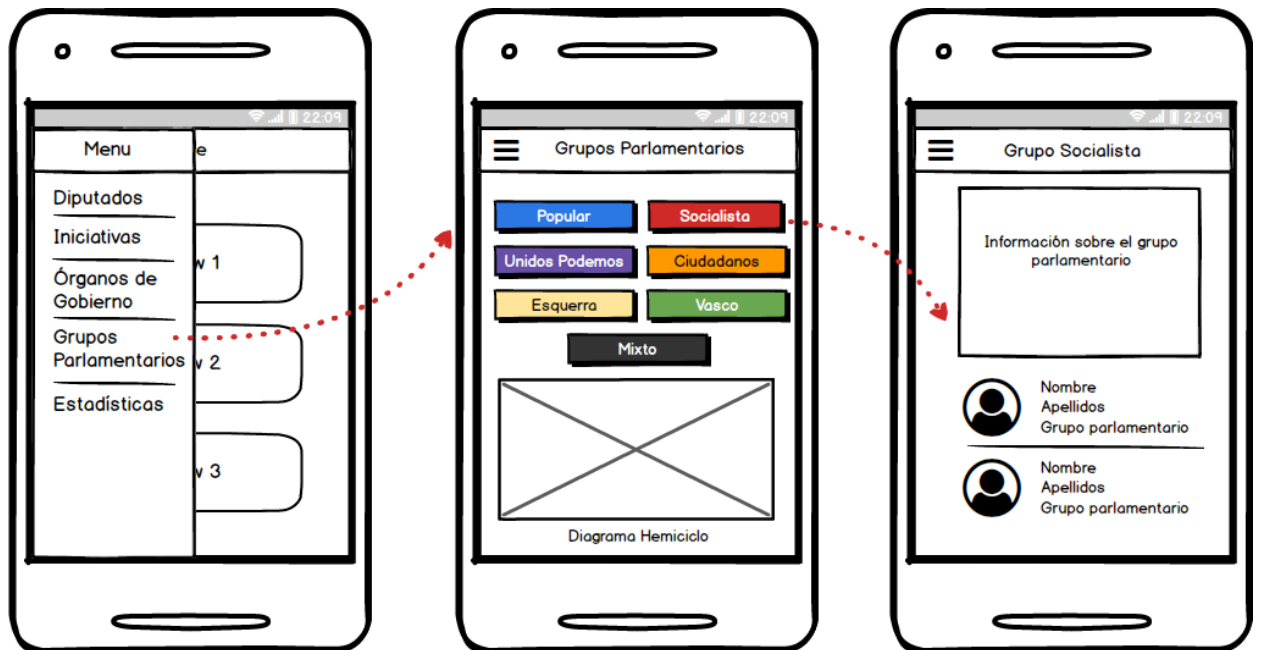 22:09
Menu
e
Diputados
Iniciativas
Órganos de
Gobierno
Grupos
Parlamentarios
Estadísticas
w 1
w 2
w 3
22:09
Grupos Parlamentarios
Popular
Socialista
Unidos Podemos
Ciudadanos
Esquerra
Vasco
Mixto
Diagrama Hemiciclo
22:09
Grupo Socialista
Información sobre el grupo
parlamentario
Nombre
Apellidos
Grupo parlamentario
Nombre
Apellidos
Grupo parlamentario